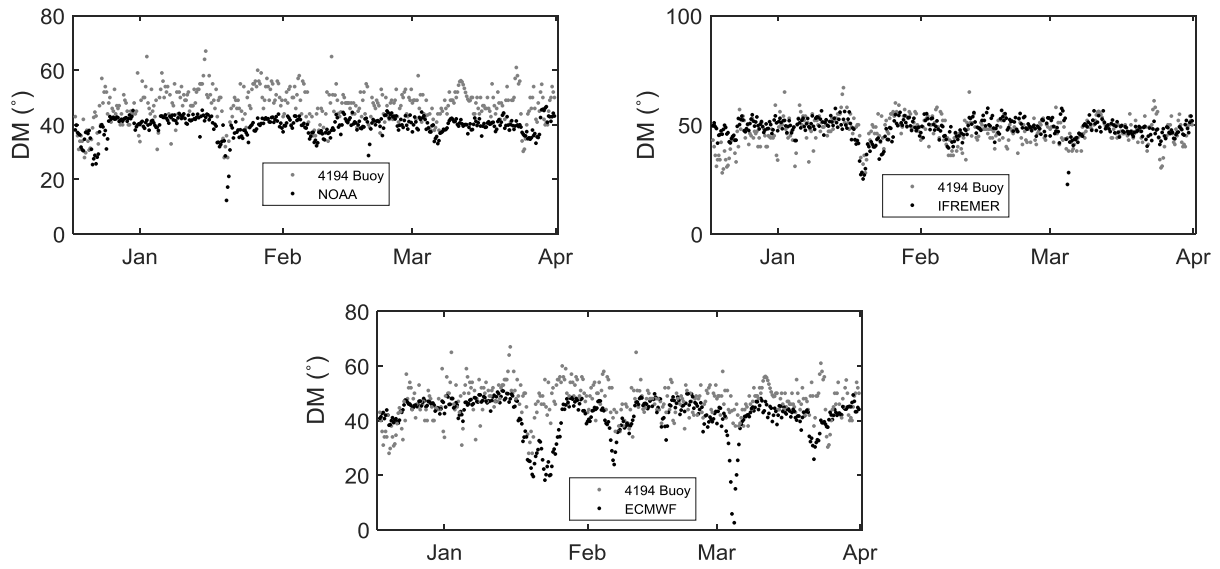 80
60
40
20
0
DM (°)
Jan Feb Mar Apr
4194 Buoy
NOAA
100
50
0
DM (°)
Jan Feb Mar Apr
4194 Buoy
IFREMER
80
60
40
20
0
DM (°)
Jan Feb Mar Apr
4194 Buoy
ECMWF